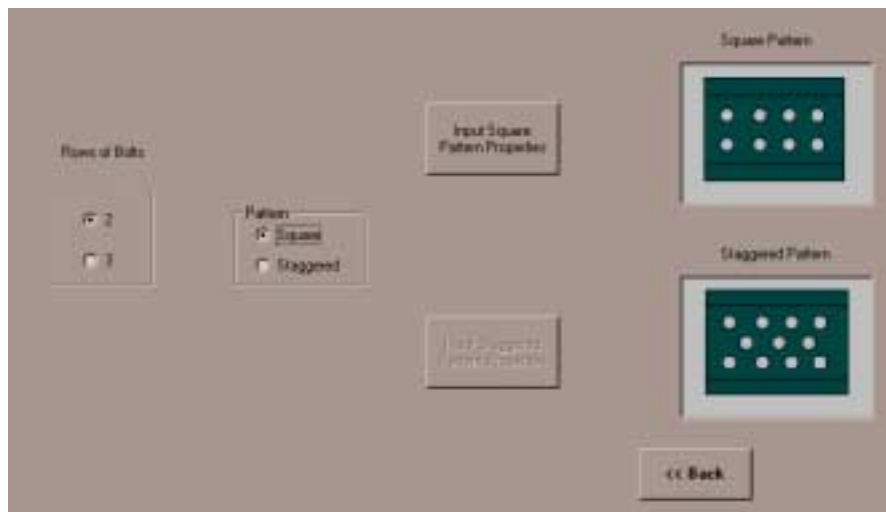 Square Pattern
Input Square
Pattern Properties
Rows of Bolts
2
3
Pattern
Square
Staggered
Staggered Pattern
<< Back